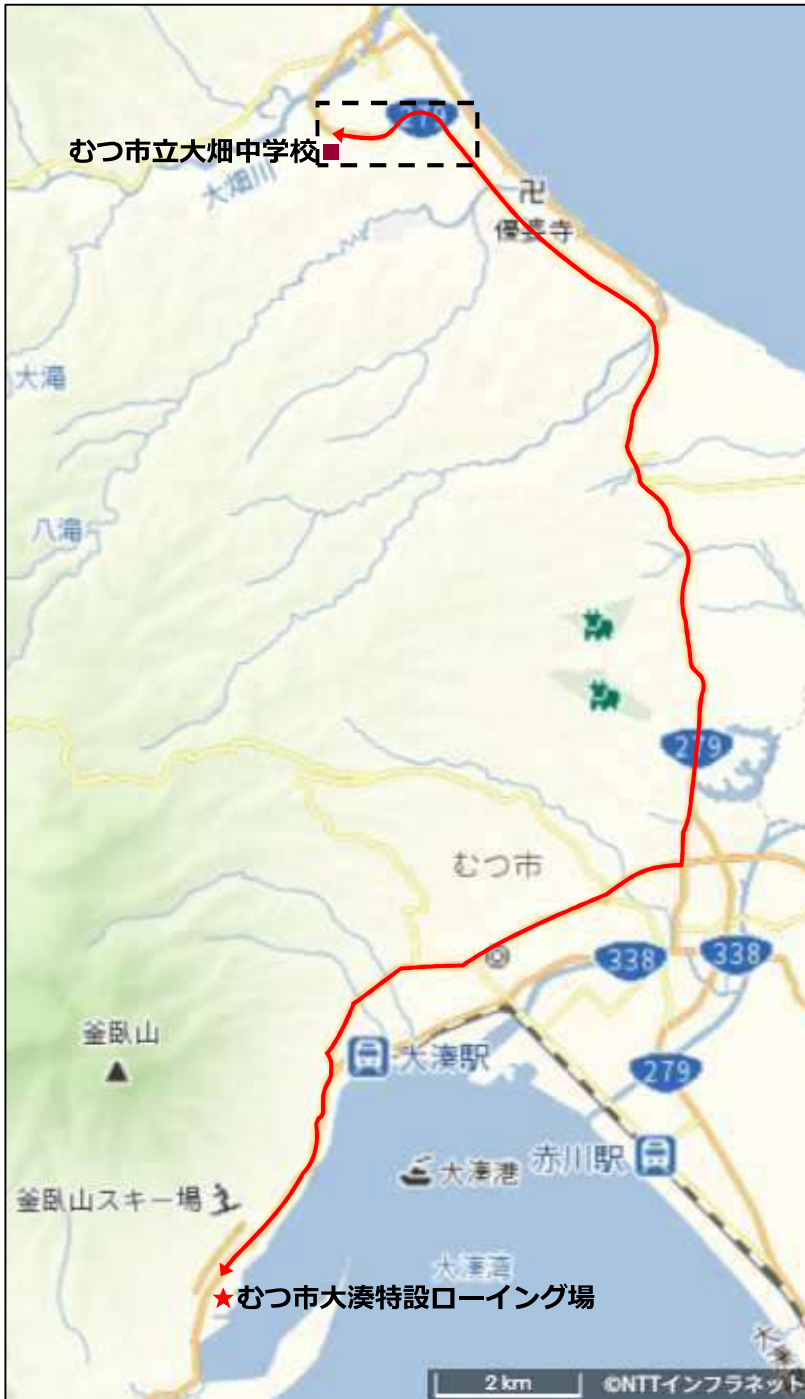 279
むつ市立大畑中学校
大畑川
卍
優婆寺
大滝
八滝
279
むつ市
338
338
釜臥山
大湊駅
279
赤川駅
大湊港
釜臥山スキー場
大湊湾
むつ市大湊特設ローイング場
2 km
©NTTインフラネット